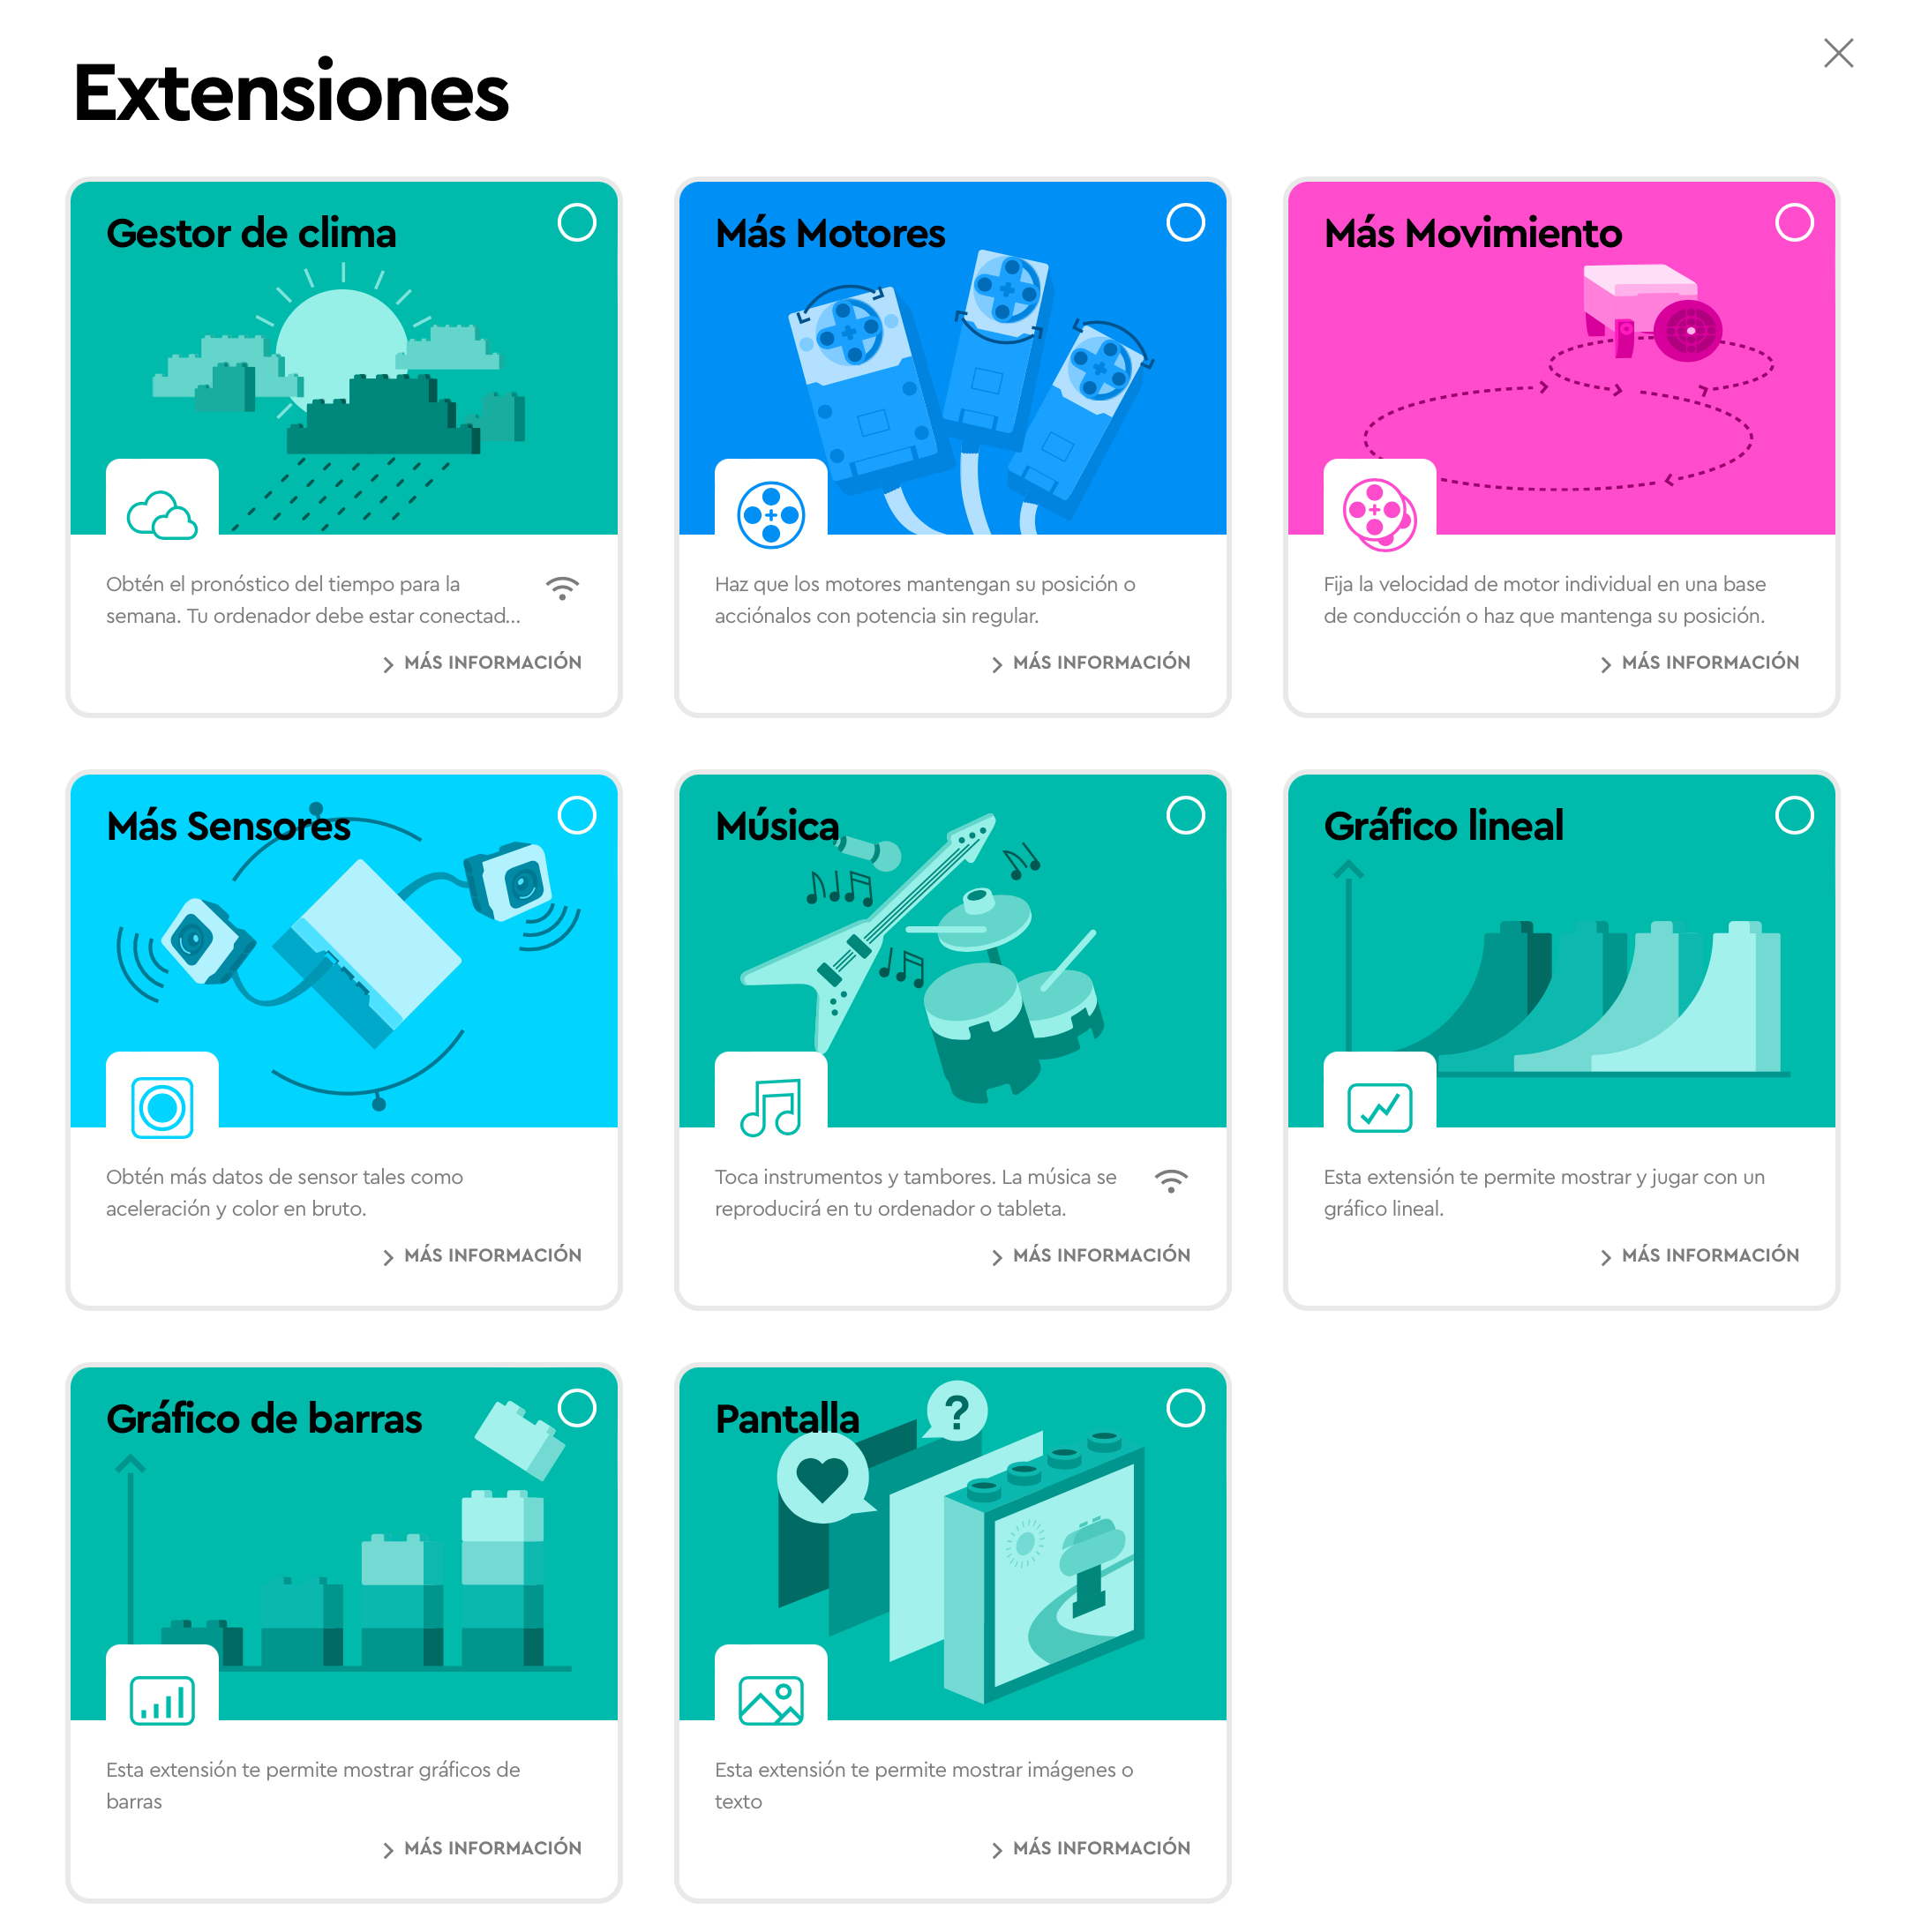 Extensiones
Gestor de clima
Obtén el pronóstico del tiempo para la
semana. Tu ordenador debe estar conectad...
MÁS INFORMACIÓN
Más Motores
Haz que los motores mantengan su posición o
acciónalos con potencia sin regular.
MÁS INFORMACIÓN
Más Movimiento
Fija la velocidad de motor individual en una base
de conducción o haz que mantenga su posición.
MÁS INFORMACIÓN
Más Sensores
Obtén más datos de sensor tales como
aceleración y color en bruto.
MÁS INFORMACIÓN
Música
Toca instrumentos y tambores. La música se
reproducirá en tu ordenador o tableta.
MÁS INFORMACIÓN
Gráfico lineal
Esta extensión te permite mostrar y jugar con un
gráfico lineal.
MÁS INFORMACIÓN
Gráfico de barras
Esta extensión te permite mostrar gráficos de
barras
MÁS INFORMACIÓN
Pantalla
?
Esta extensión te permite mostrar imágenes o
texto
MÁS INFORMACIÓN